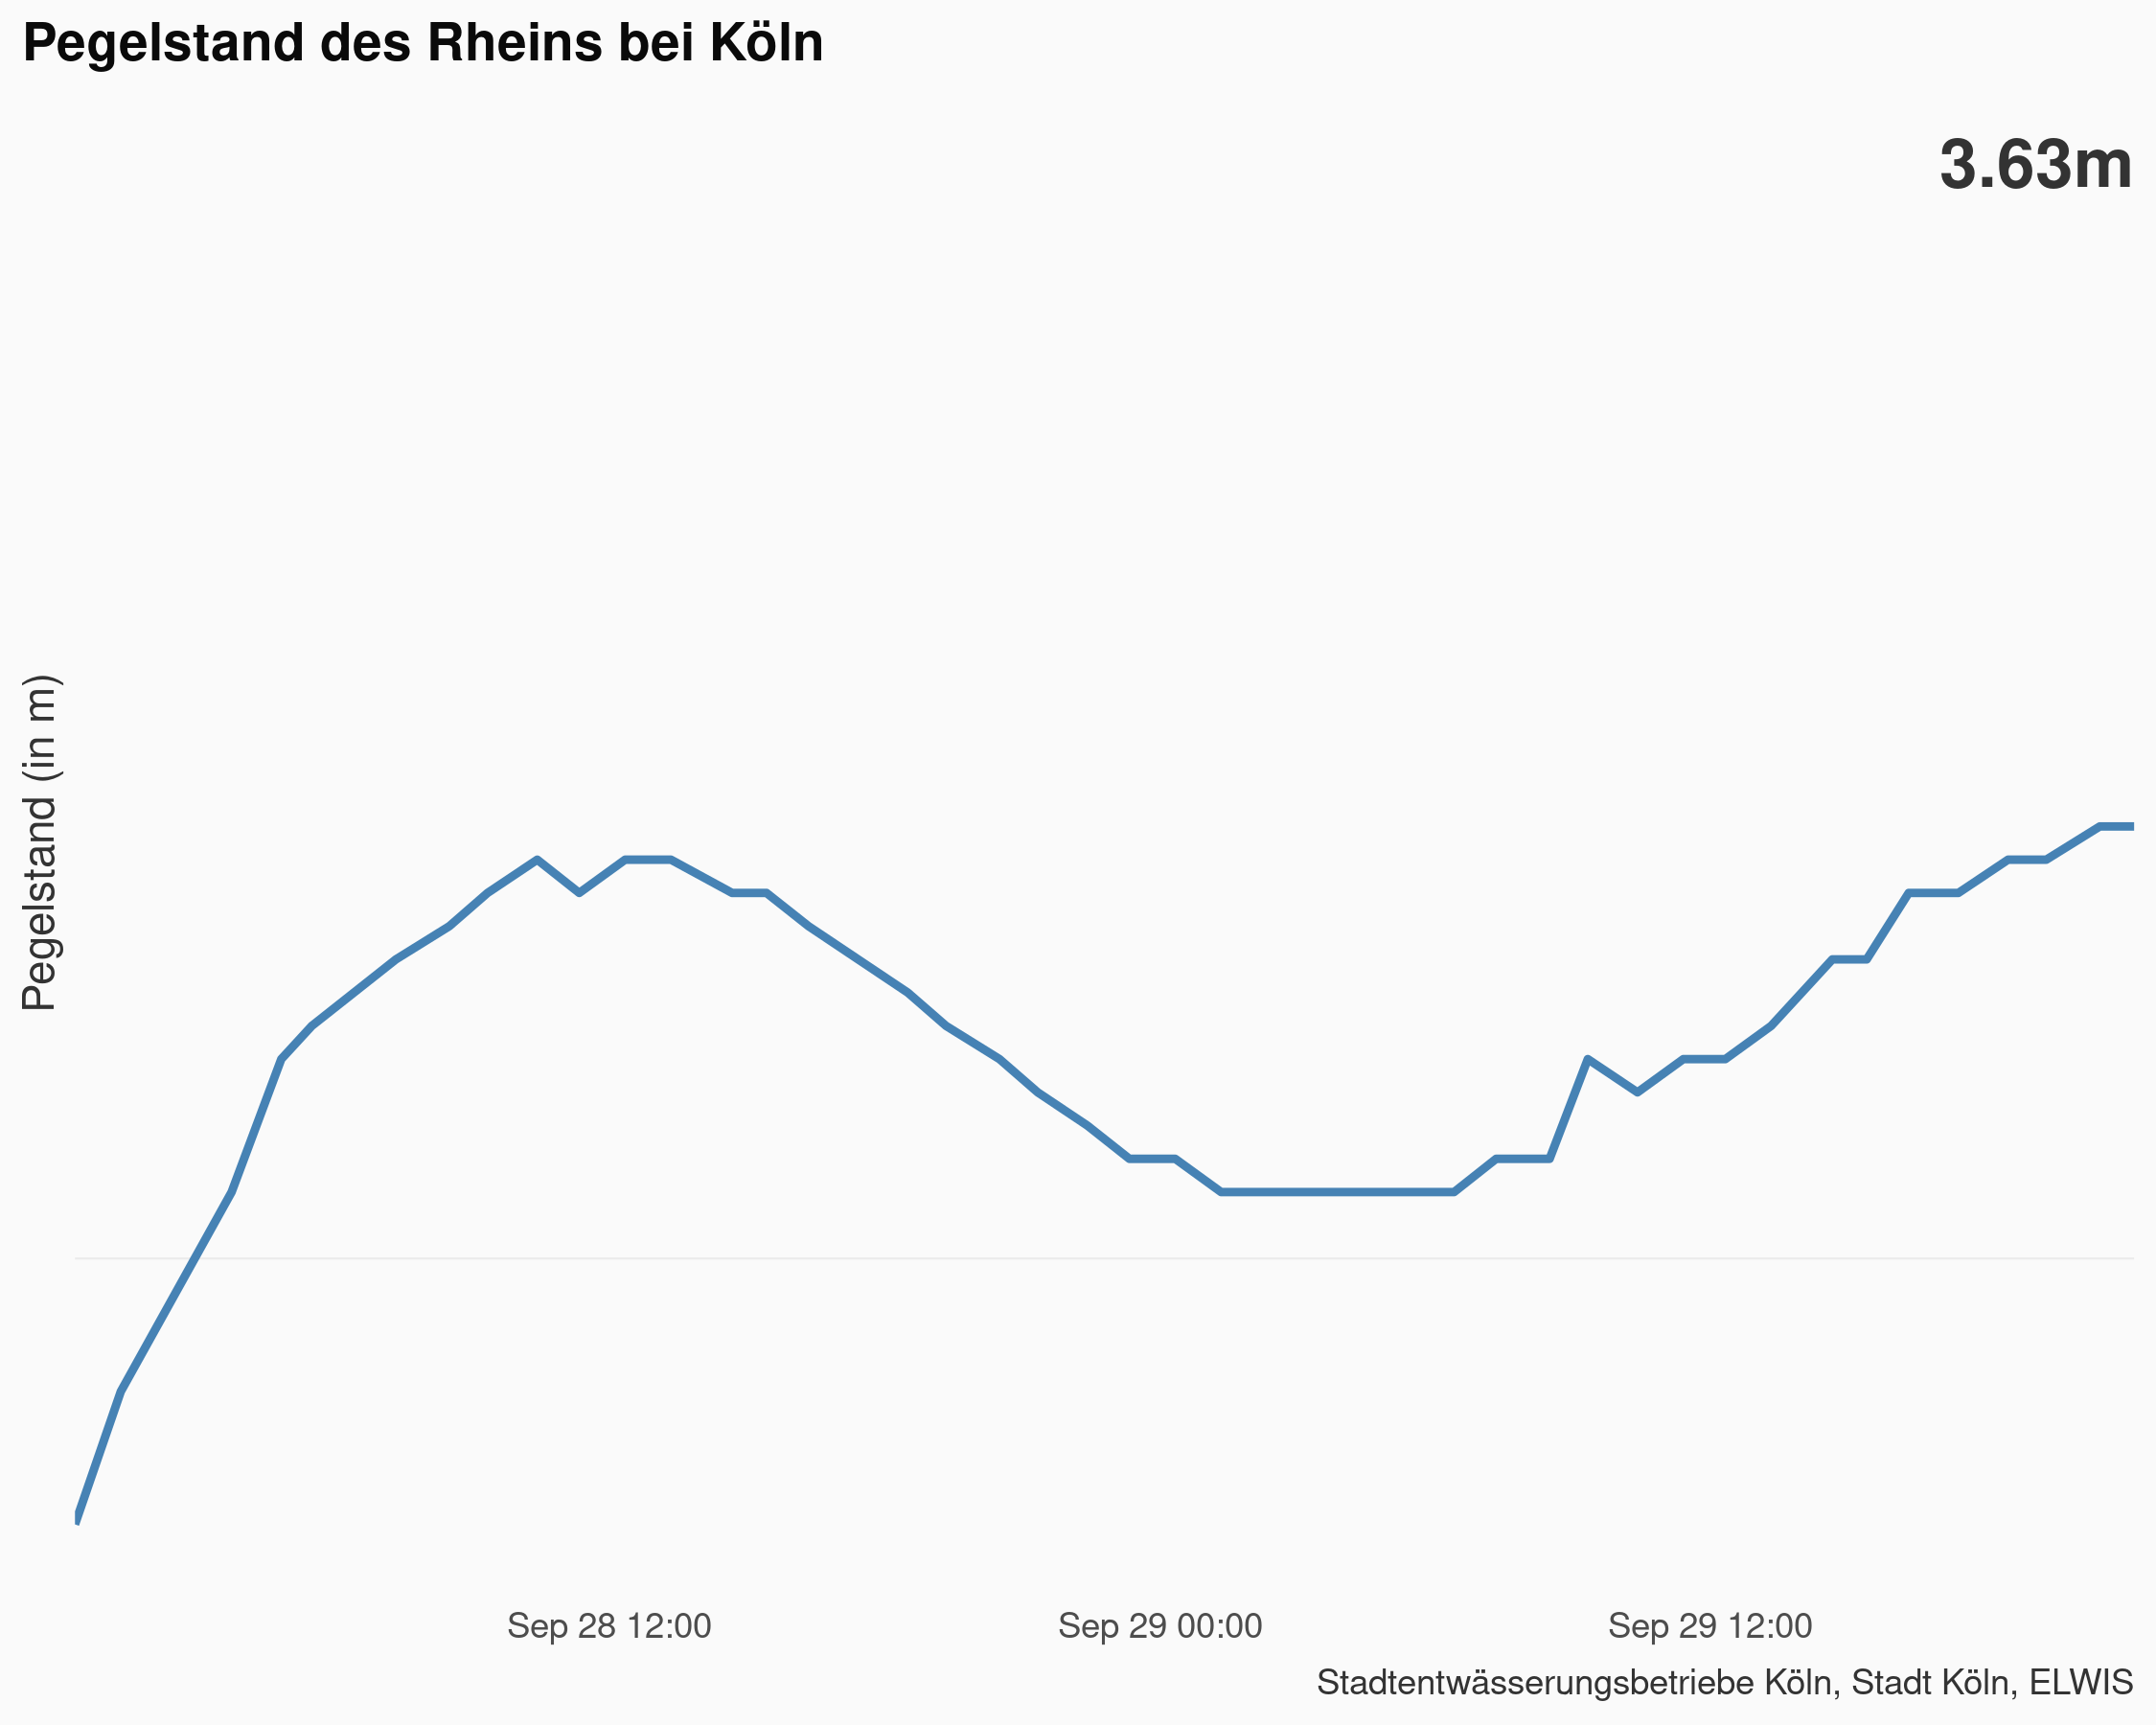 Pegelstand des Rheins bei Köln
3.63m
Pegelstand (in m)
Sep 28 12:00
Sep 29 00:00
Sep 29 12:00
Stadtentwässerungsbetriebe Köln, Stadt Köln, ELWIS